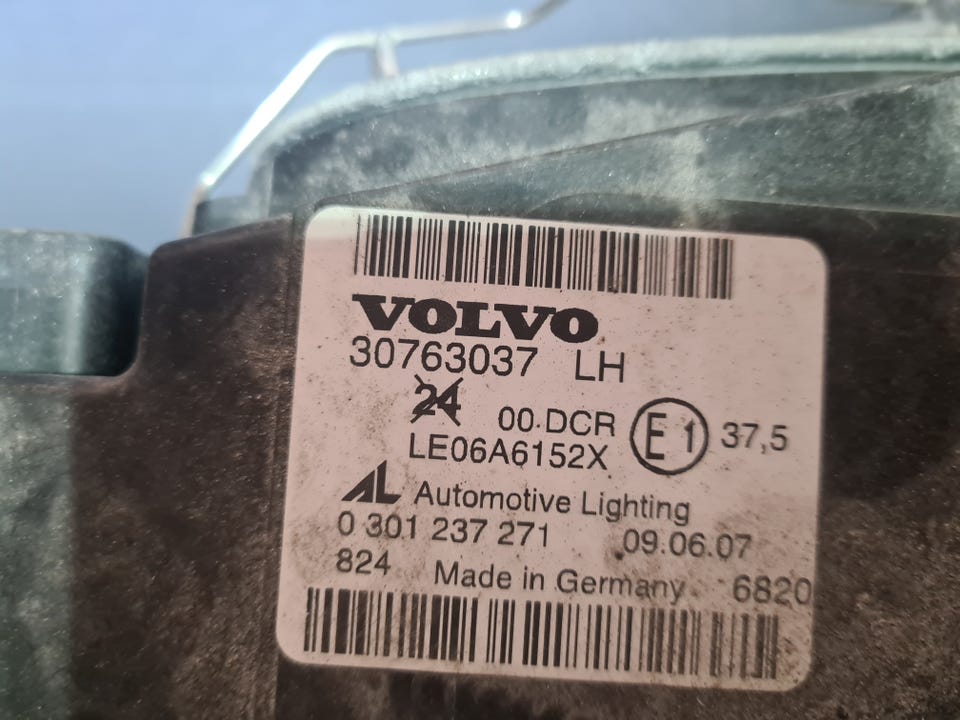 VOLVO
30763037 LH
24 00.DCR E1 37,5
LE06A6152X
AL Automotive Lighting
0 301 237 271 09.06.07
824 Made in Germany 6820